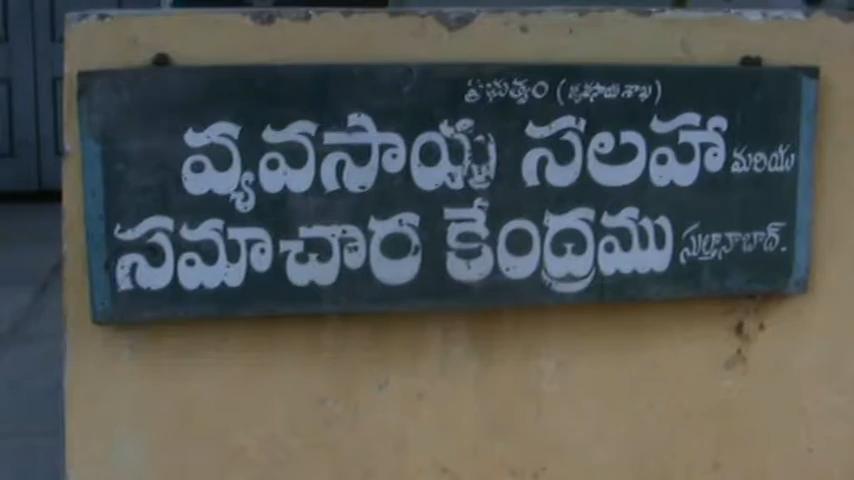 ప్రభుత్వం (వ్యవసాయ శాఖ)
వ్యవసాయ సలహా మరియు
సమాచార కేంద్రము సుల్తానాబాద్.